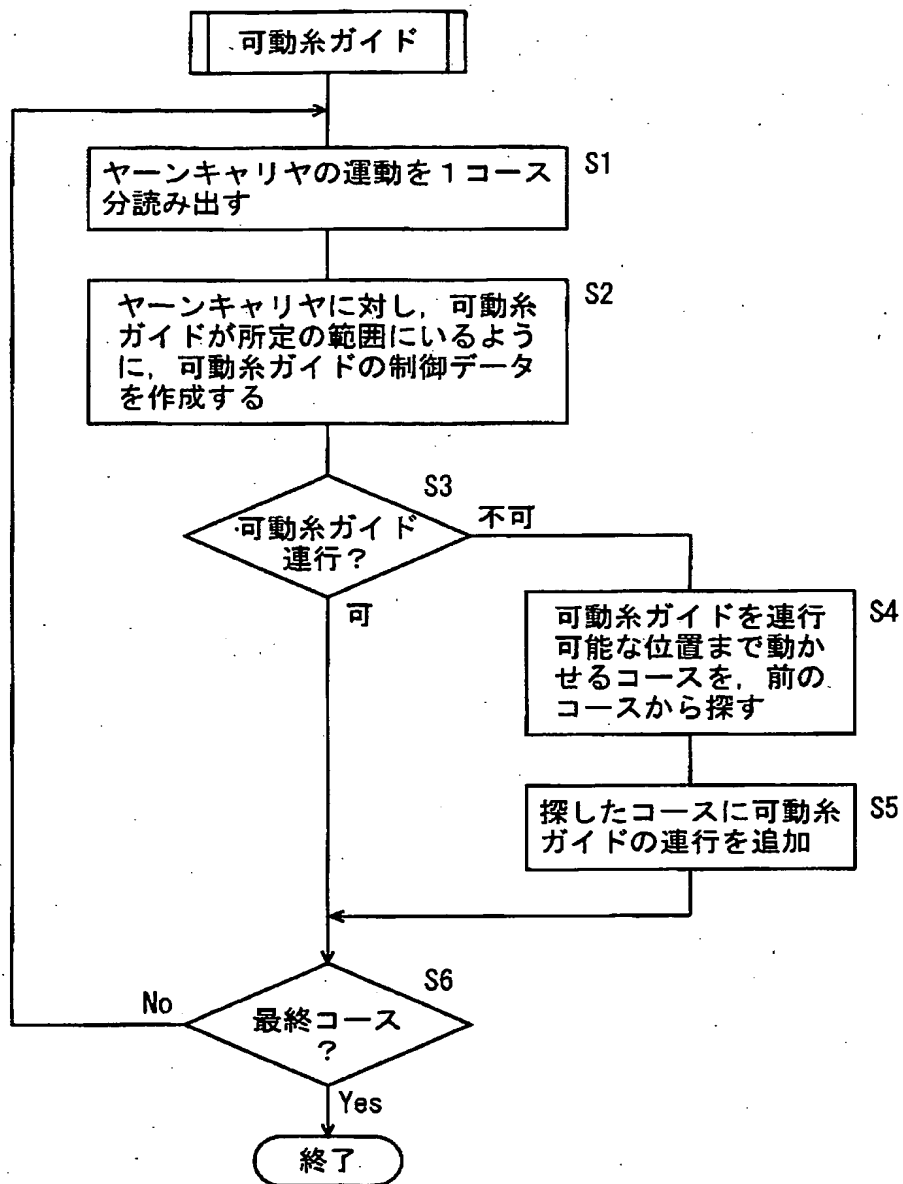 可動糸ガイド
ヤーンキャリヤの運動を1コース
分読み出す
S1
ヤーンキャリヤに対し，可動糸
ガイドが所定の範囲にいるよう
に，可動糸ガイドの制御データ
を作成する
S2
S3
可動糸ガイド
連行？
不可
可
可動糸ガイドを連行
可能な位置まで動か
せるコースを，前の
コースから探す
S4
探したコースに可動糸
ガイドの連行を追加
S5
S6
No
最終コース
？
Yes
終了